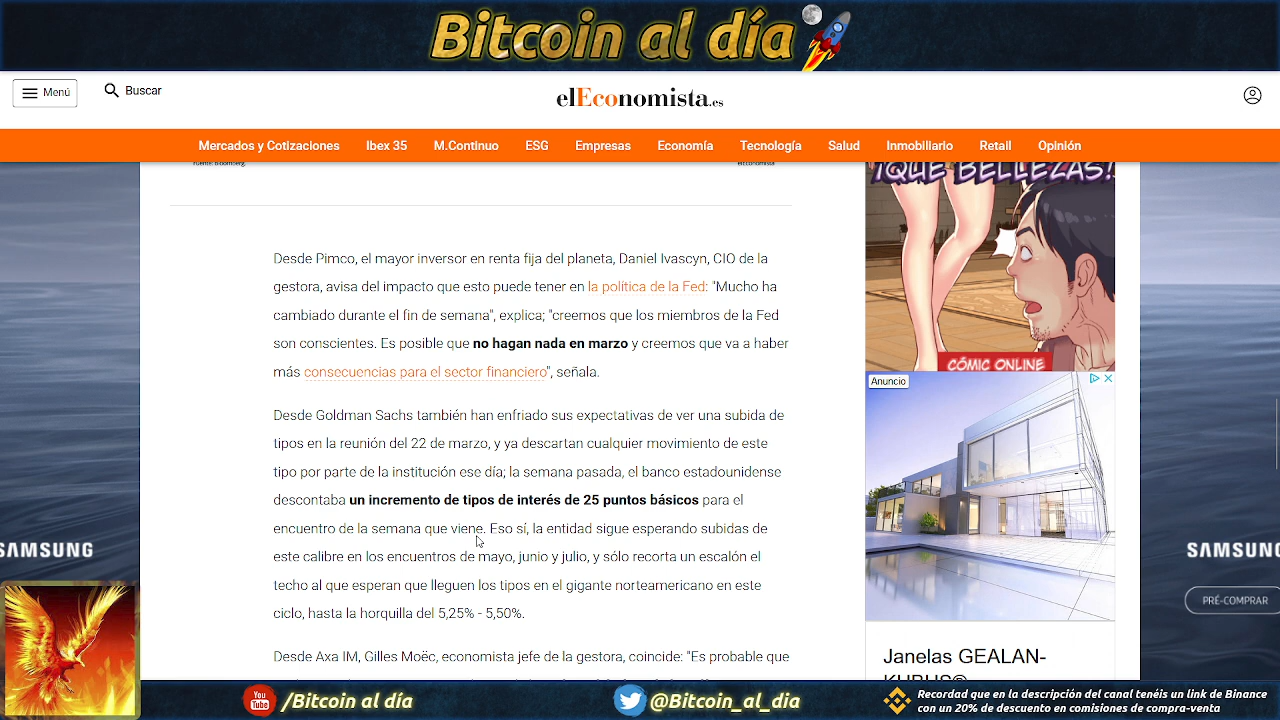 Bitcoin al día
Menú
Buscar
elEconomista.es
Mercados y Cotizaciones Ibex 35 M.Continuo ESG Empresas Economía Tecnología Salud Inmobiliario Retail Opinión
Fuente: Bloomberg.
elEconomista
¡QUÉ BELLEZAS!
Desde Pimco, el mayor inversor en renta fija del planeta, Daniel Ivascyn, CIO de la
gestora, avisa del impacto que esto puede tener en la política de la Fed: "Mucho ha
cambiado durante el fin de semana", explica; "creemos que los miembros de la Fed
son conscientes. Es posible que no hagan nada en marzo y creemos que va a haber
más consecuencias para el sector financiero", señala.
CÓMIC ONLINE
Anuncio
Desde Goldman Sachs también han enfriado sus expectativas de ver una subida de
tipos en la reunión del 22 de marzo, y ya descartan cualquier movimiento de este
tipo por parte de la institución ese día; la semana pasada, el banco estadounidense
descontaba un incremento de tipos de interés de 25 puntos básicos para el
encuentro de la semana que viene. Eso sí, la entidad sigue esperando subidas de
este calibre en los encuentros de mayo, junio y julio, y sólo recorta un escalón el
techo al que esperan que lleguen los tipos en el gigante norteamericano en este
ciclo, hasta la horquilla del 5,25% - 5,50%.
SAMSUNG
SAMSUNG
PRÉ-COMPRAR
Desde Axa IM, Gilles Moëc, economista jefe de la gestora, coincide: "Es probable que
Janelas GEALAN-
KUBUS®
You Tube /Bitcoin al día
@Bitcoin_al_dia
Recordad que en la descripción del canal tenéis un link de Binance
con un 20% de descuento en comisiones de compra-venta